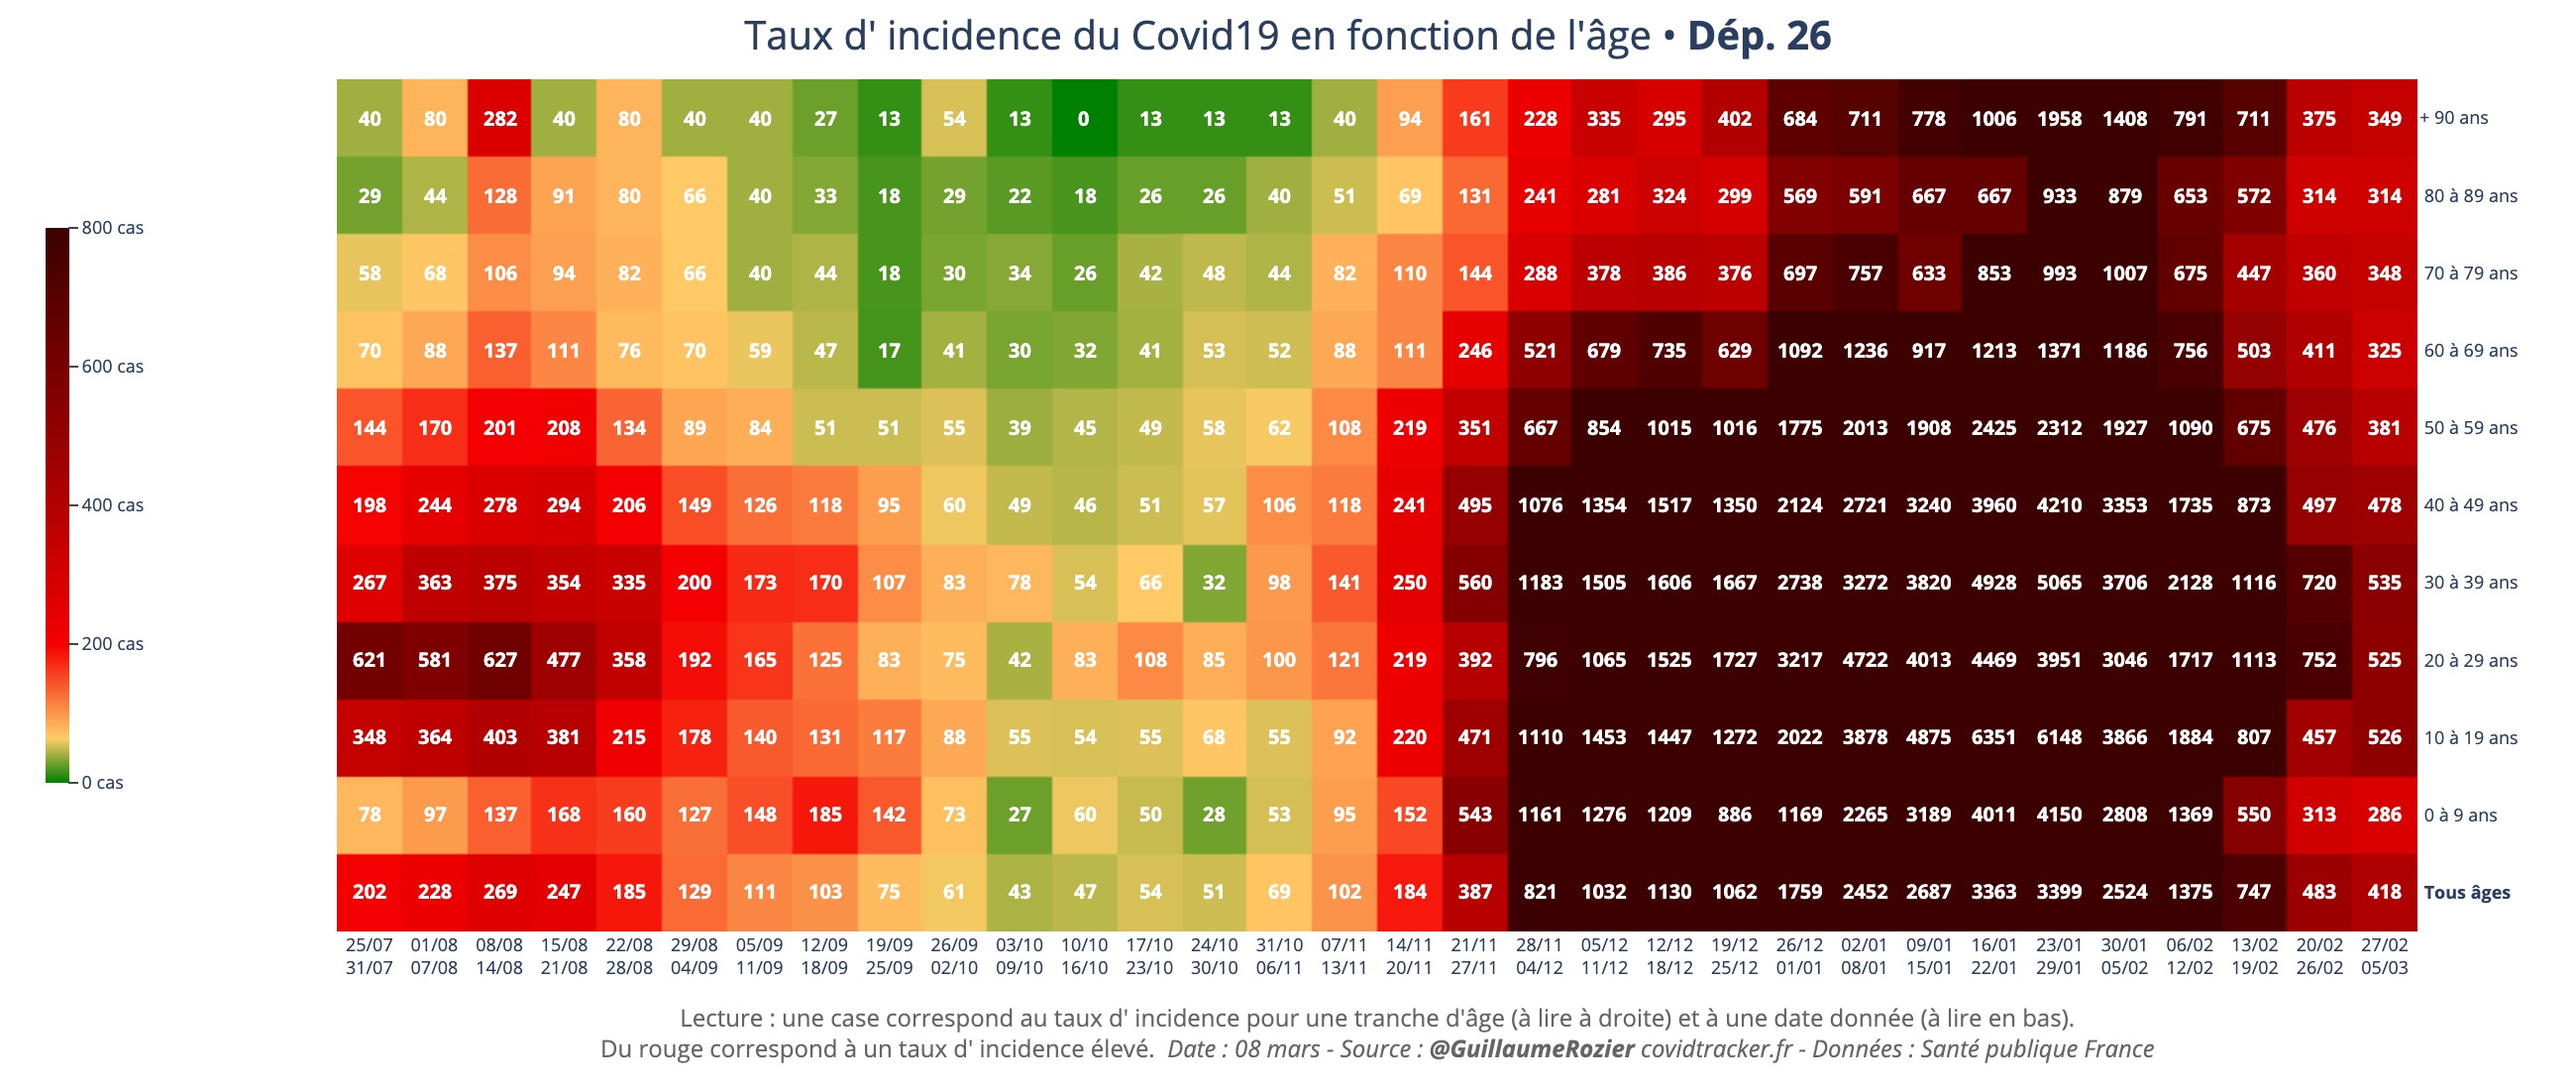 Taux d' incidence du Covid19 en fonction de l'âge • Dép. 26
800 cas
600 cas
400 cas
200 cas
0 cas
40 80 282 40 80 40 40 27 13 54 13 0 13 13 13 40 94 161 228 335 295 402 684 711 778 1006 1958 1408 791 711 375 349 + 90 ans
29 44 128 91 80 66 40 33 18 29 22 18 26 26 40 51 69 131 241 281 324 299 569 591 667 667 933 879 653 572 314 314 80 à 89 ans
58 68 106 94 82 66 40 44 18 30 34 26 42 48 44 82 110 144 288 378 386 376 697 757 633 853 993 1007 675 447 360 348 70 à 79 ans
70 88 137 111 76 70 59 47 17 41 30 32 41 53 52 88 111 246 521 679 735 629 1092 1236 917 1213 1371 1186 756 503 411 325 60 à 69 ans
144 170 201 208 134 89 84 51 51 55 39 45 49 58 62 108 219 351 667 854 1015 1016 1775 2013 1908 2425 2312 1927 1090 675 476 381 50 à 59 ans
198 244 278 294 206 149 126 118 95 60 49 46 51 57 106 118 241 495 1076 1354 1517 1350 2124 2721 3240 3960 4210 3353 1735 873 497 478 40 à 49 ans
267 363 375 354 335 200 173 170 107 83 78 54 66 32 98 141 250 560 1183 1505 1606 1667 2738 3272 3820 4928 5065 3706 2128 1116 720 535 30 à 39 ans
621 581 627 477 358 192 165 125 83 75 42 83 108 85 100 121 219 392 796 1065 1525 1727 3217 4722 4013 4469 3951 3046 1717 1113 752 525 20 à 29 ans
348 364 403 381 215 178 140 131 117 88 55 54 55 68 55 92 220 471 1110 1453 1447 1272 2022 3878 4875 6351 6148 3866 1884 807 457 526 10 à 19 ans
78 97 137 168 160 127 148 185 142 73 27 60 50 28 53 95 152 543 1161 1276 1209 886 1169 2265 3189 4011 4150 2808 1369 550 313 286 0 à 9 ans
202 228 269 247 185 129 111 103 75 61 43 47 54 51 69 102 184 387 821 1032 1130 1062 1759 2452 2687 3363 3399 2524 1375 747 483 418 Tous âges
25/07 01/08 08/08 15/08 22/08 29/08 05/09 12/09 19/09 26/09 03/10 10/10 17/10 24/10 31/10 07/11 14/11 21/11 28/11 05/12 12/12 19/12 26/12 02/01 09/01 16/01 23/01 30/01 06/02 13/02 20/02 27/02
31/07 07/08 14/08 21/08 28/08 04/09 11/09 18/09 25/09 02/10 09/10 16/10 23/10 30/10 06/11 13/11 20/11 27/11 04/12 11/12 18/12 25/12 01/01 08/01 15/01 22/01 29/01 05/02 12/02 19/02 26/02 05/03
Lecture : une case correspond au taux d' incidence pour une tranche d'âge (à lire à droite) et à une date donnée (à lire en bas).
Du rouge correspond à un taux d' incidence élevé. Date : 08 mars - Source : @GuillaumeRozier covidtracker.fr - Données : Santé publique France